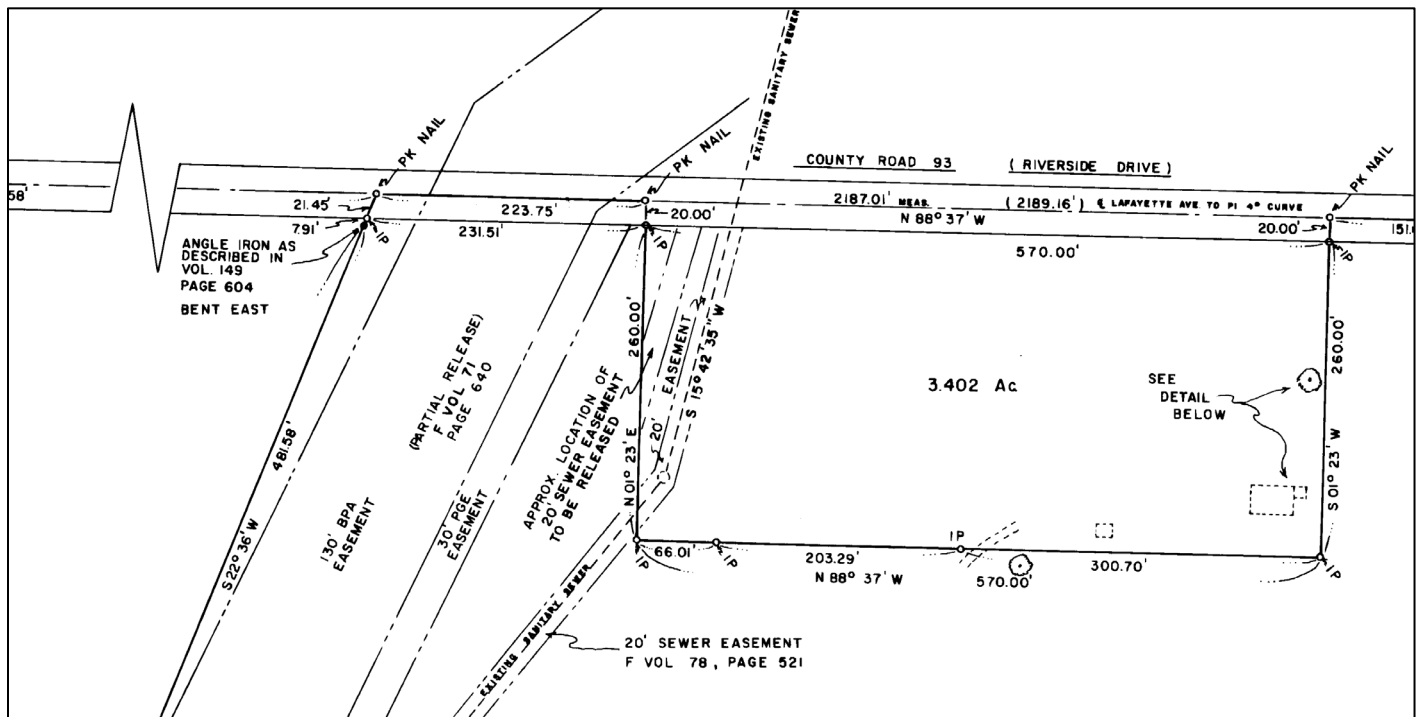 PK NAIL
PK NAIL
EXISTING SANITARY SEWER
COUNTY ROAD 93 (RIVERSIDE DRIVE)
PK NAIL
58'
21.45'
223.75'
20.00'
2187.01' MEAS. (2189.16') ℄ LAFAYETTE AVE. TO PI 4° CURVE
N 88° 37' W
20.00'
151.0
7.91'
IP
231.51'
IP
570.00'
IP
ANGLE IRON AS
DESCRIBED IN
VOL. 149
PAGE 604
BENT EAST
260.00'
N 01° 23' E
EASEMENT
20'
S 15° 42' 35" W
3.402 Ac.
SEE
DETAIL
BELOW
260.00'
S 01° 23' W
481.58'
S 22° 36' W
130' BPA
EASEMENT
(PARTIAL RELEASE)
F VOL 71
PAGE 640
30' PGE
EASEMENT
APPROX. LOCATION OF
20' SEWER EASEMENT
TO BE RELEASED
66.01'
IP
203.29'
N 88° 37' W
IP
570.00'
300.70'
IP
EXISTING SANITARY SEWER
20' SEWER EASEMENT
F VOL 78, PAGE 521